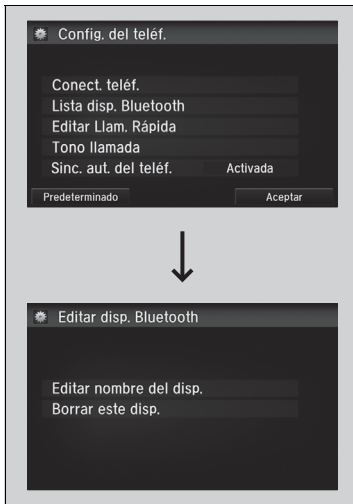 Config. del teléf.
Conect. teléf.
Lista disp. Bluetooth
Editar Llam. Rápida
Tono llamada
Sinc. aut. del teléf. Activada
Predeterminado Aceptar
Editar disp. Bluetooth
Editar nombre del disp.
Borrar este disp.